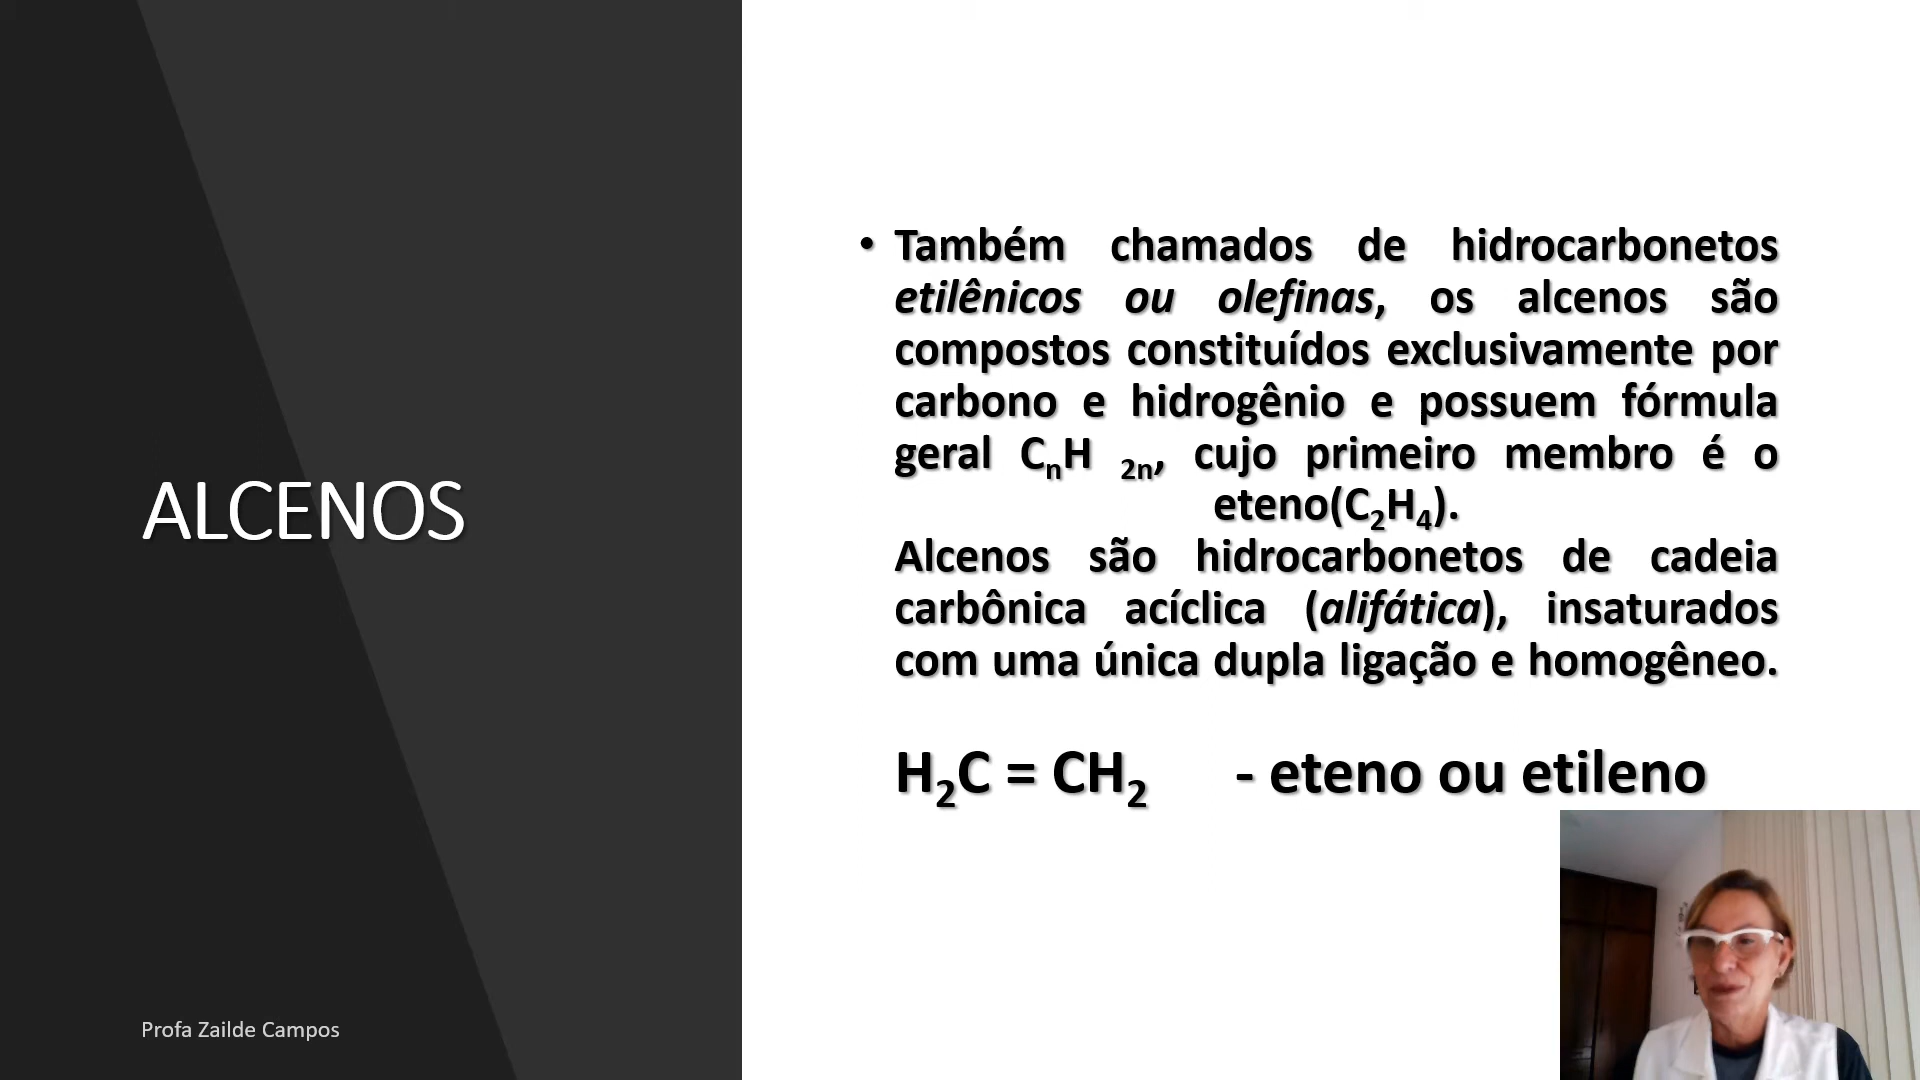 ALCENOS
Profa Zailde Campos
• Também chamados de hidrocarbonetos
etilênicos ou olefinas, os alcenos são
compostos constituídos exclusivamente por
carbono e hidrogênio e possuem fórmula
geral CₙH ₂ₙ, cujo primeiro membro é o
eteno(C₂H₄).
Alcenos são hidrocarbonetos de cadeia
carbônica acíclica (alifática), insaturados
com uma única dupla ligação e homogêneo.
H₂C = CH₂ - eteno ou etileno